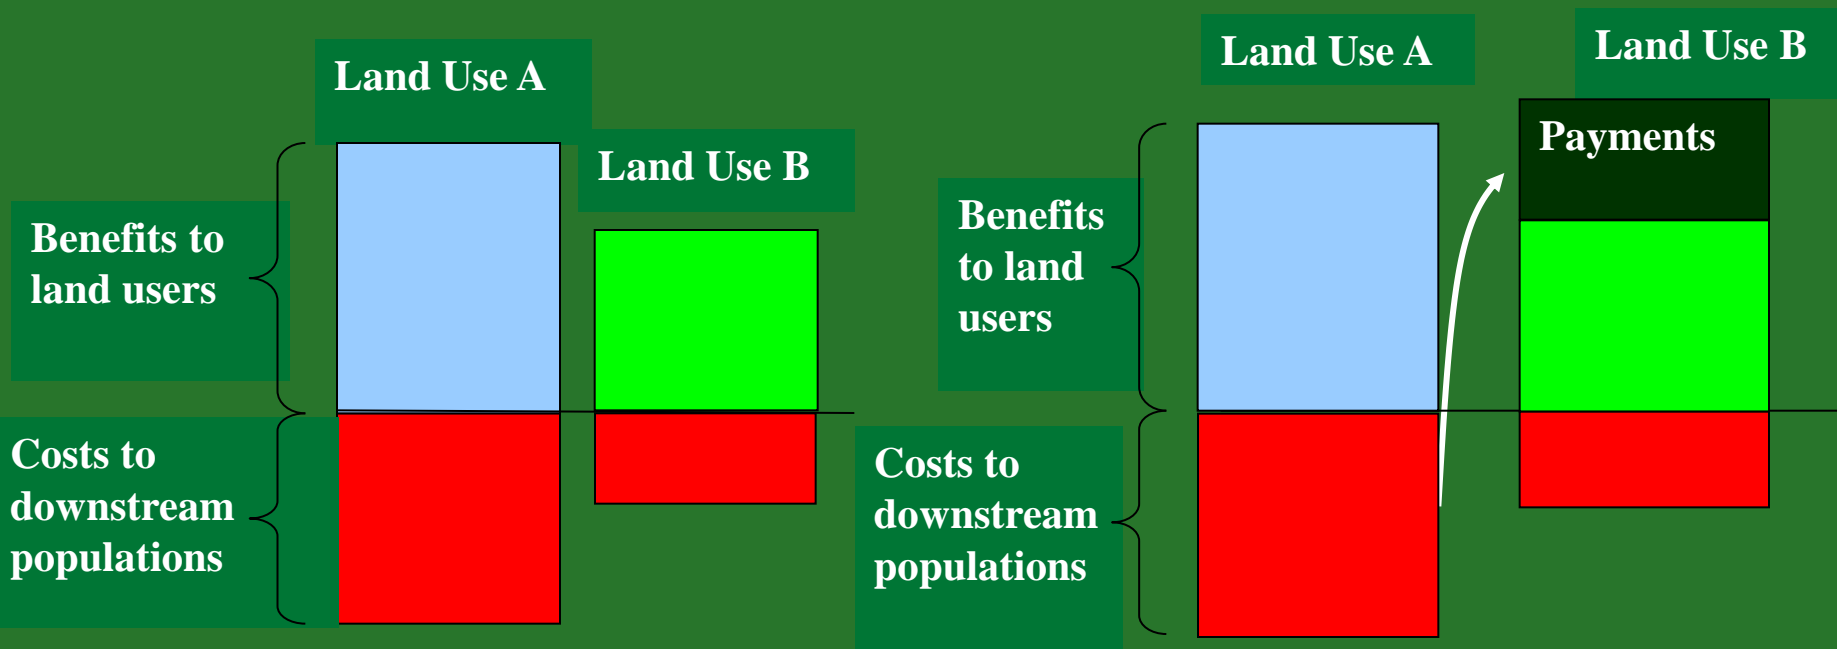 Land Use A
Land Use B
Benefits to
land users
Costs to
downstream
populations
Land Use A
Land Use B
Payments
Benefits
to land
users
Costs to
downstream
populations